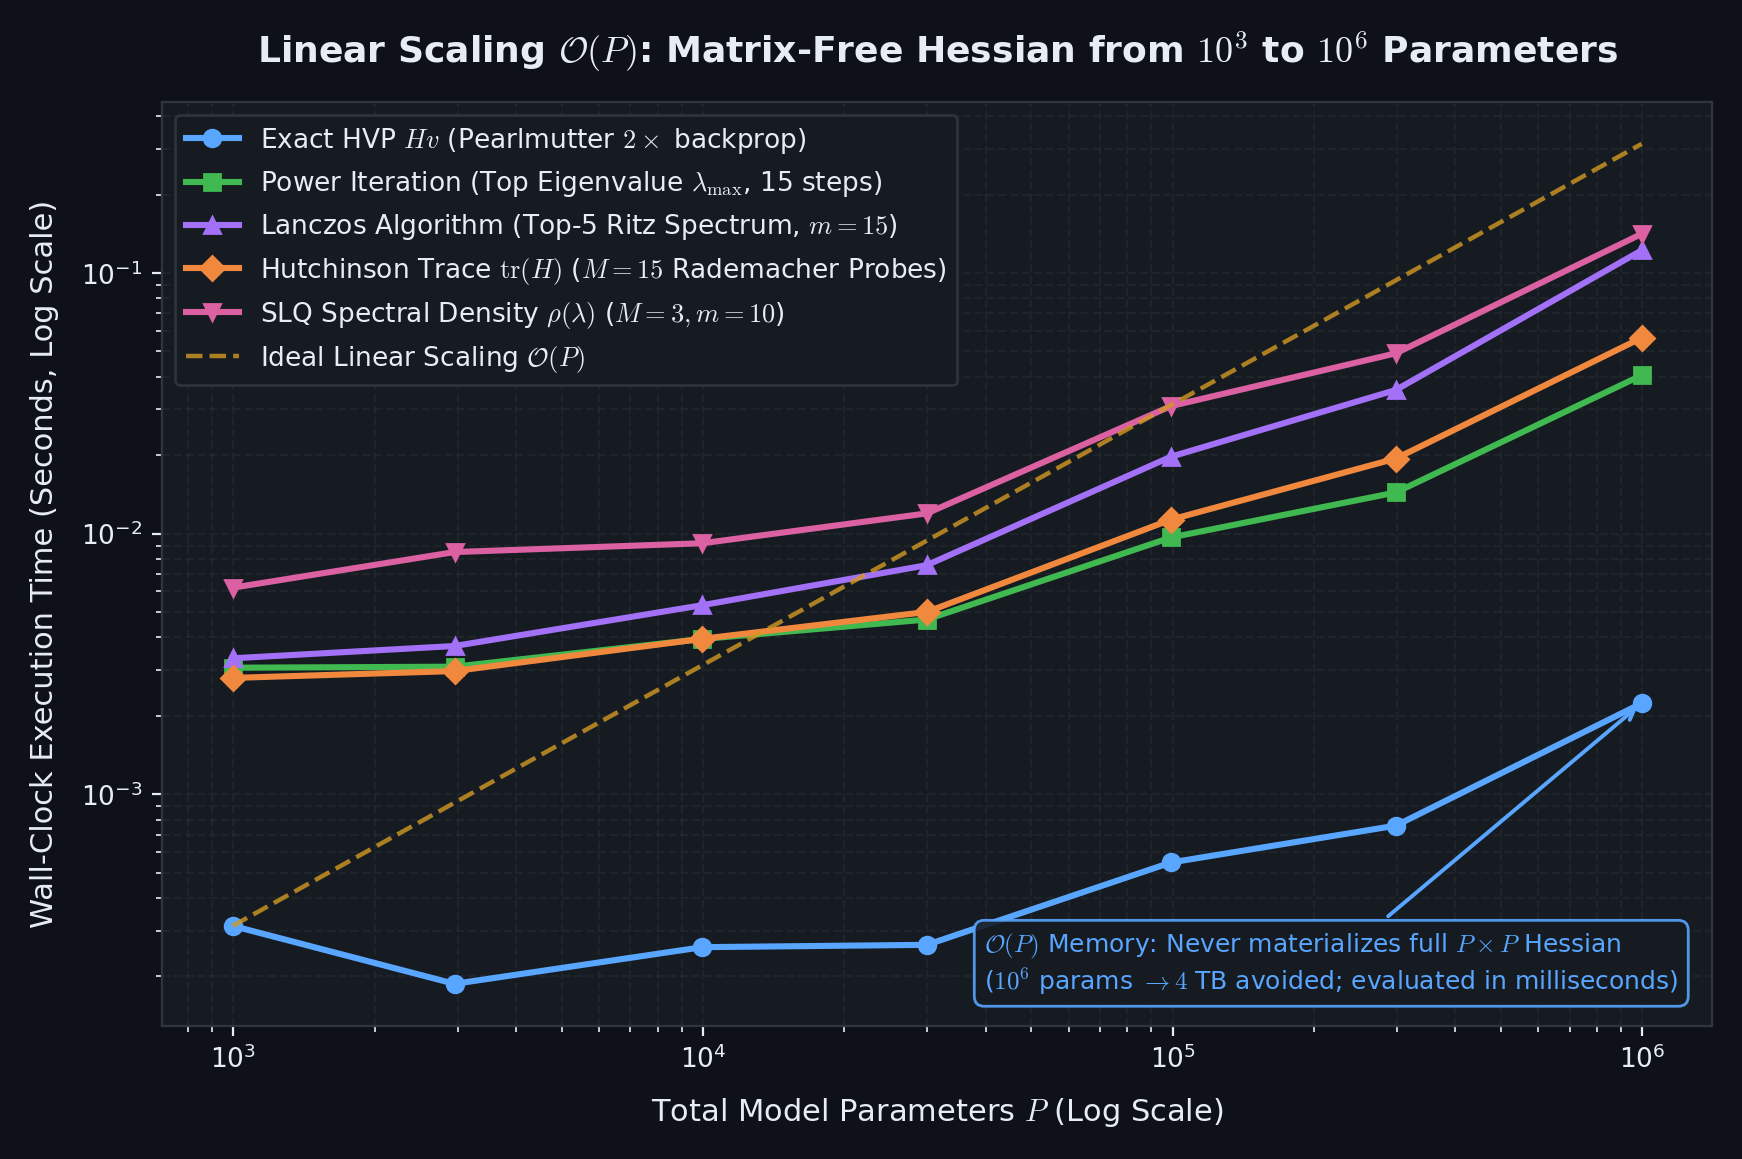 Linear Scaling 𝒪(P): Matrix-Free Hessian from 10³ to 10⁶ Parameters
Exact HVP Hv (Pearlmutter 2× backprop)
Power Iteration (Top Eigenvalue λ_max, 15 steps)
Lanczos Algorithm (Top-5 Ritz Spectrum, m = 15)
Hutchinson Trace tr(H) (M = 15 Rademacher Probes)
SLQ Spectral Density ρ(λ) (M = 3, m = 10)
Ideal Linear Scaling 𝒪(P)
Wall-Clock Execution Time (Seconds, Log Scale)
10⁻¹
10⁻²
10⁻³
𝒪(P) Memory: Never materializes full P × P Hessian
(10⁶ params → 4 TB avoided; evaluated in milliseconds)
10³
10⁴
10⁵
10⁶
Total Model Parameters P (Log Scale)